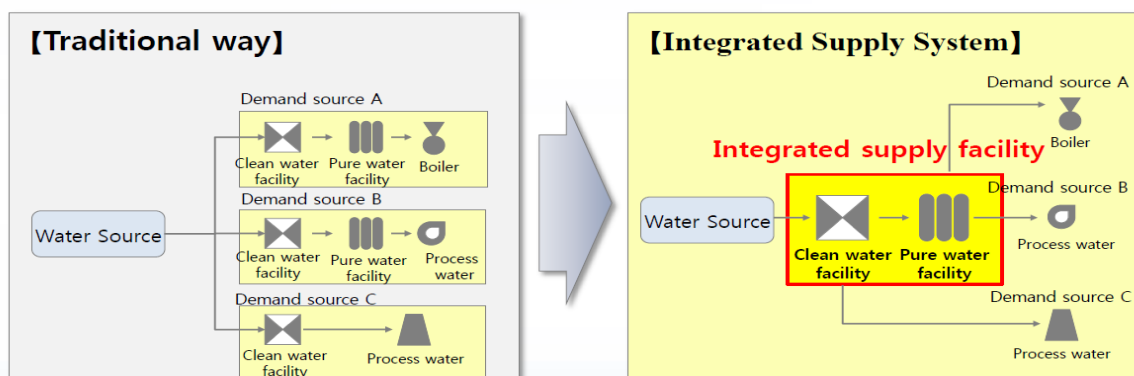 【Traditional way】
Demand source A
Clean water
facility
Pure water
facility
Boiler
Demand source B
Water Source
Clean water
facility
Pure water
facility
Process
water
Demand source C
Clean water
facility
Process water
【Integrated Supply System】
Demand source A
Boiler
Integrated supply facility
Demand source B
Water Source
Clean water
facility
Pure water
facility
Process water
Demand source C
Process water